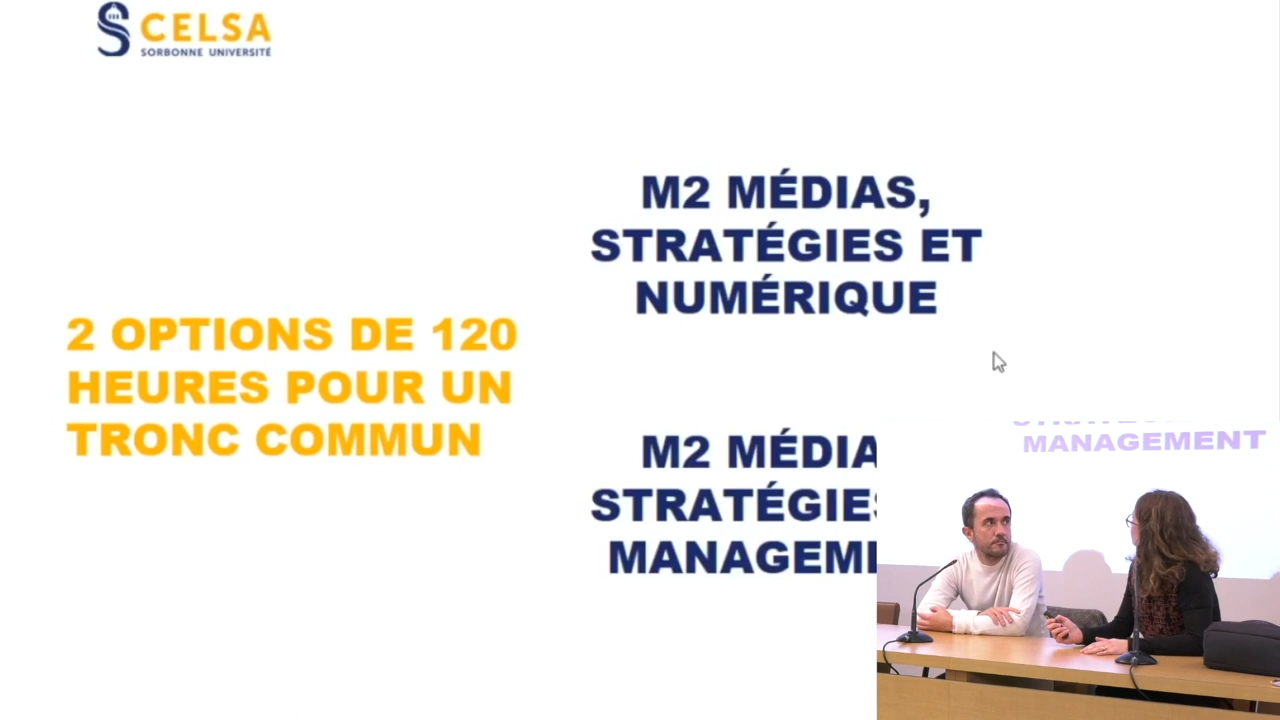 CELSA
SORBONNE UNIVERSITÉ
M2 MÉDIAS,
STRATÉGIES ET
NUMÉRIQUE
2 OPTIONS DE 120
HEURES POUR UN
TRONC COMMUN
M2 MÉDIA
STRATÉGIES
MANAGEM
MANAGEMENT